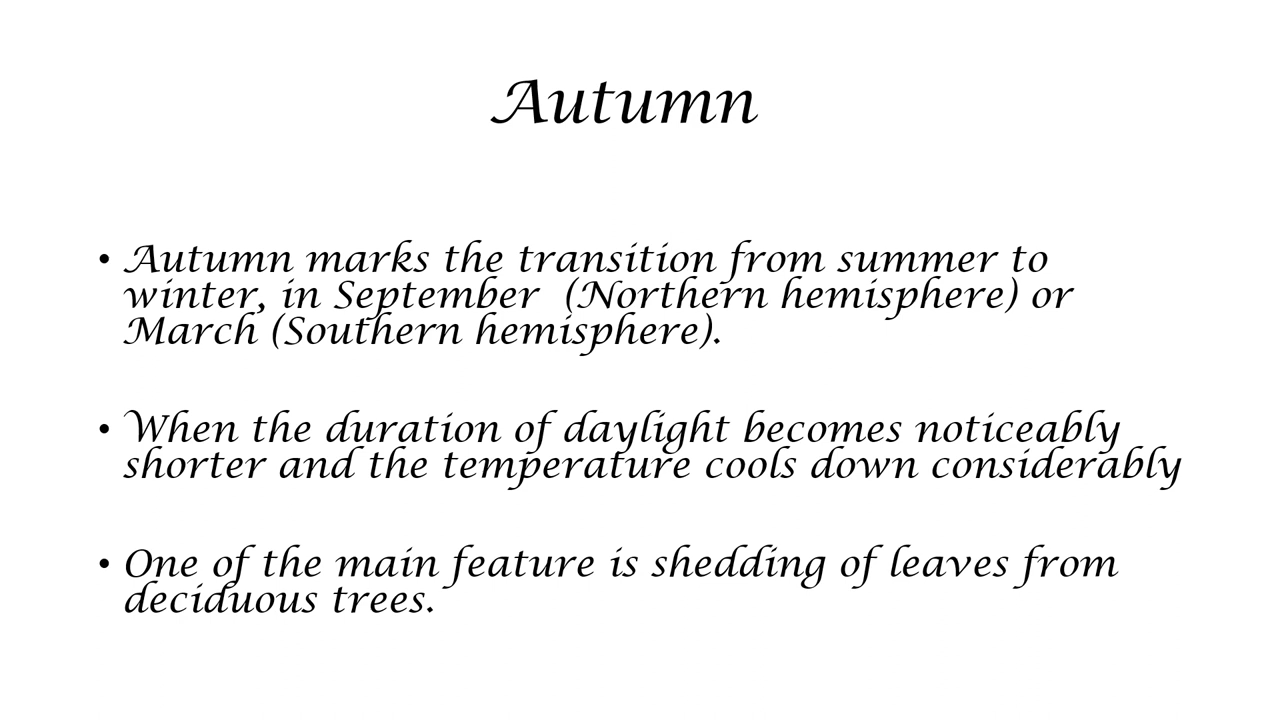 Autumn
• Autumn marks the transition from summer to
winter, in September  (Northern hemisphere) or
March (Southern hemisphere).
• When the duration of daylight becomes noticeably
shorter and the temperature cools down considerably
• One of the main feature is shedding of leaves from
deciduous trees.